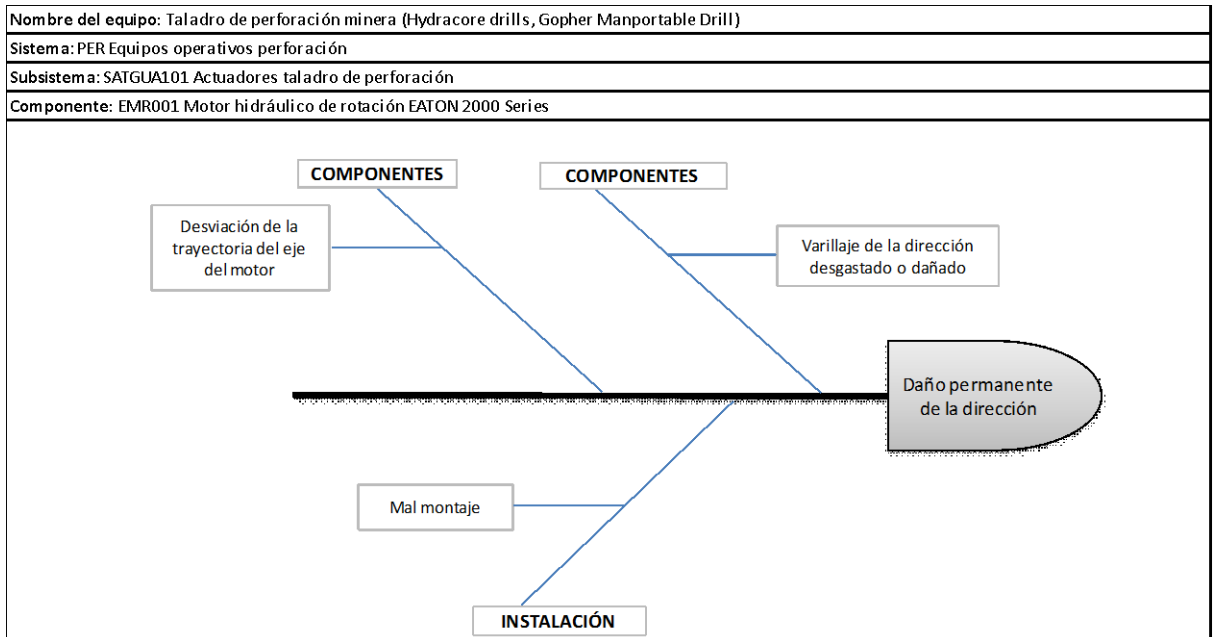 Nombre del equipo: Taladro de perforación minera (Hydracore drills, Gopher Manportable Drill)
Sistema: PER Equipos operativos perforación
Subsistema: SATGUA101 Actuadores taladro de perforación
Componente: EMR001 Motor hidráulico de rotación EATON 2000 Series
COMPONENTES
COMPONENTES
Desviación de la
trayectoria del eje
del motor
Varillaje de la dirección
desgastado o dañado
Daño permanente
de la dirección
Mal montaje
INSTALACIÓN